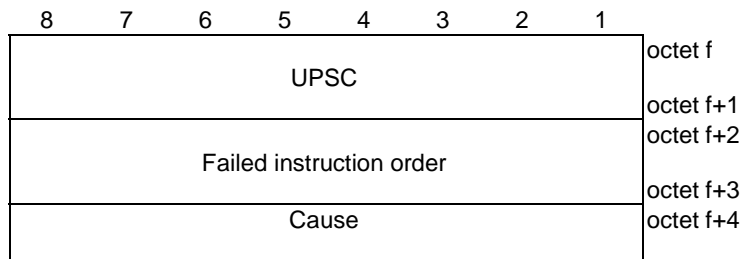 8 7 6 5 4 3 2 1
octet f
UPSC
octet f+1
octet f+2
Failed instruction order
octet f+3
Cause octet f+4